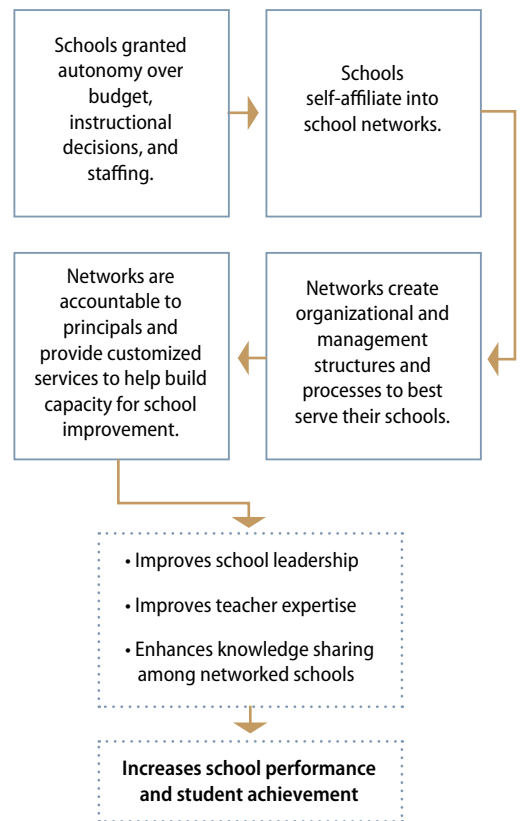 Schools granted
autonomy over
budget,
instructional
decisions, and
staffing.
Schools
self-affiliate into
school networks.
Networks create
organizational and
management
structures and
processes to best
serve their schools.
Networks are
accountable to
principals and
provide customized
services to help build
capacity for school
improvement.
• Improves school leadership
• Improves teacher expertise
• Enhances knowledge sharing
among networked schools
Increases school performance
and student achievement